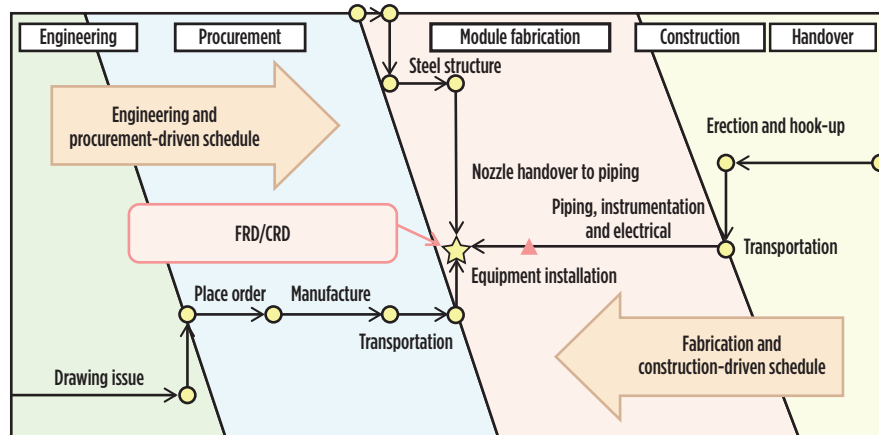 Engineering
Procurement
Module fabrication
Construction
Handover
Steel structure
Engineering and
procurement-driven schedule
Erection and hook-up
Nozzle handover to piping
Piping, instrumentation
and electrical
FRD/CRD
Transportation
Equipment installation
Place order
Manufacture
Transportation
Fabrication and
construction-driven schedule
Drawing issue